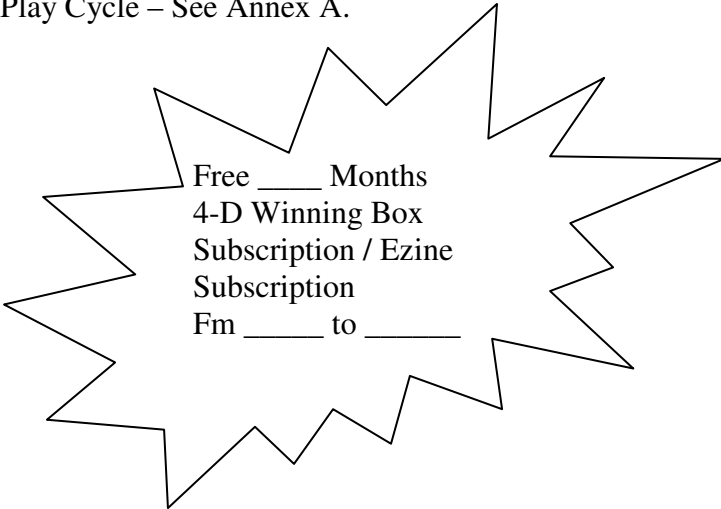 Play Cycle – See Annex A.
Free ____ Months
4-D Winning Box
Subscription / Ezine
Subscription
Fm _____ to ______